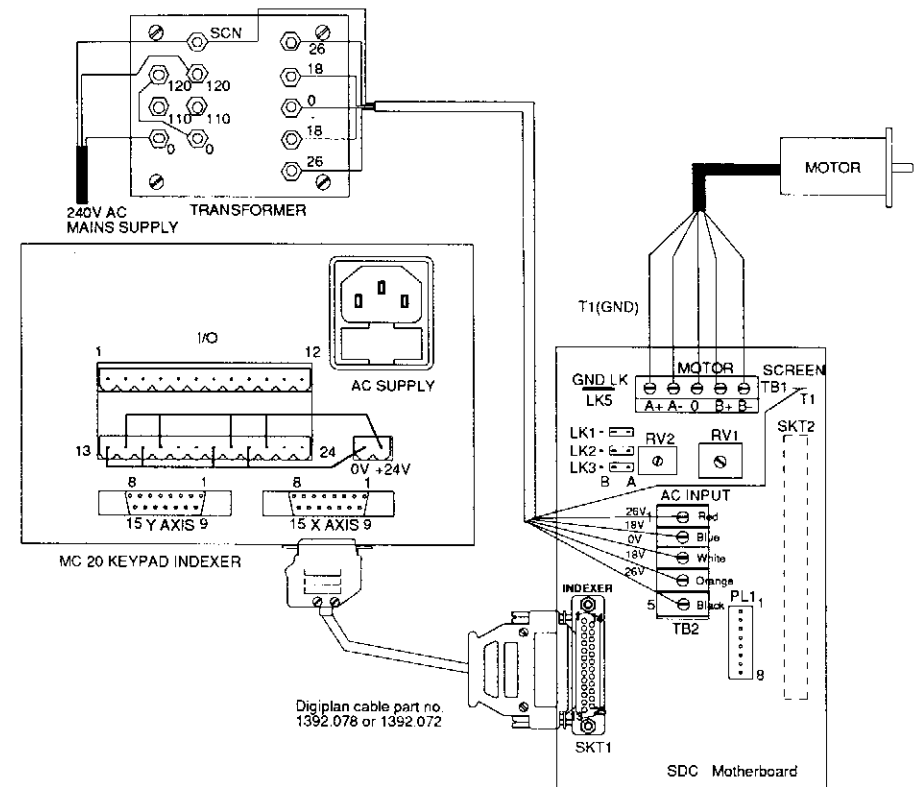 SCN
26
120 120
18
110 110
0
0 0
18
26
240V AC
MAINS SUPPLY
TRANSFORMER
MOTOR
I/O
1 12
AC SUPPLY
13 24
0V +24V
8 1
8 1
15 Y AXIS 9
15 X AXIS 9
MC 20 KEYPAD INDEXER
T1(GND)
MOTOR
SCREEN
GND LK
TB1
T1
LK5
A+ A- 0 B+ B-
SKT2
LK1
LK2
LK3
B A
RV2
RV1
AC INPUT
26V 1 Red
18V Blue
0V White
18V Orange
26V
5 Black
TB2
PL1 1
8
INDEXER
SKT1
Digiplan cable part no.
1392.078 or 1392.072
SDC Motherboard